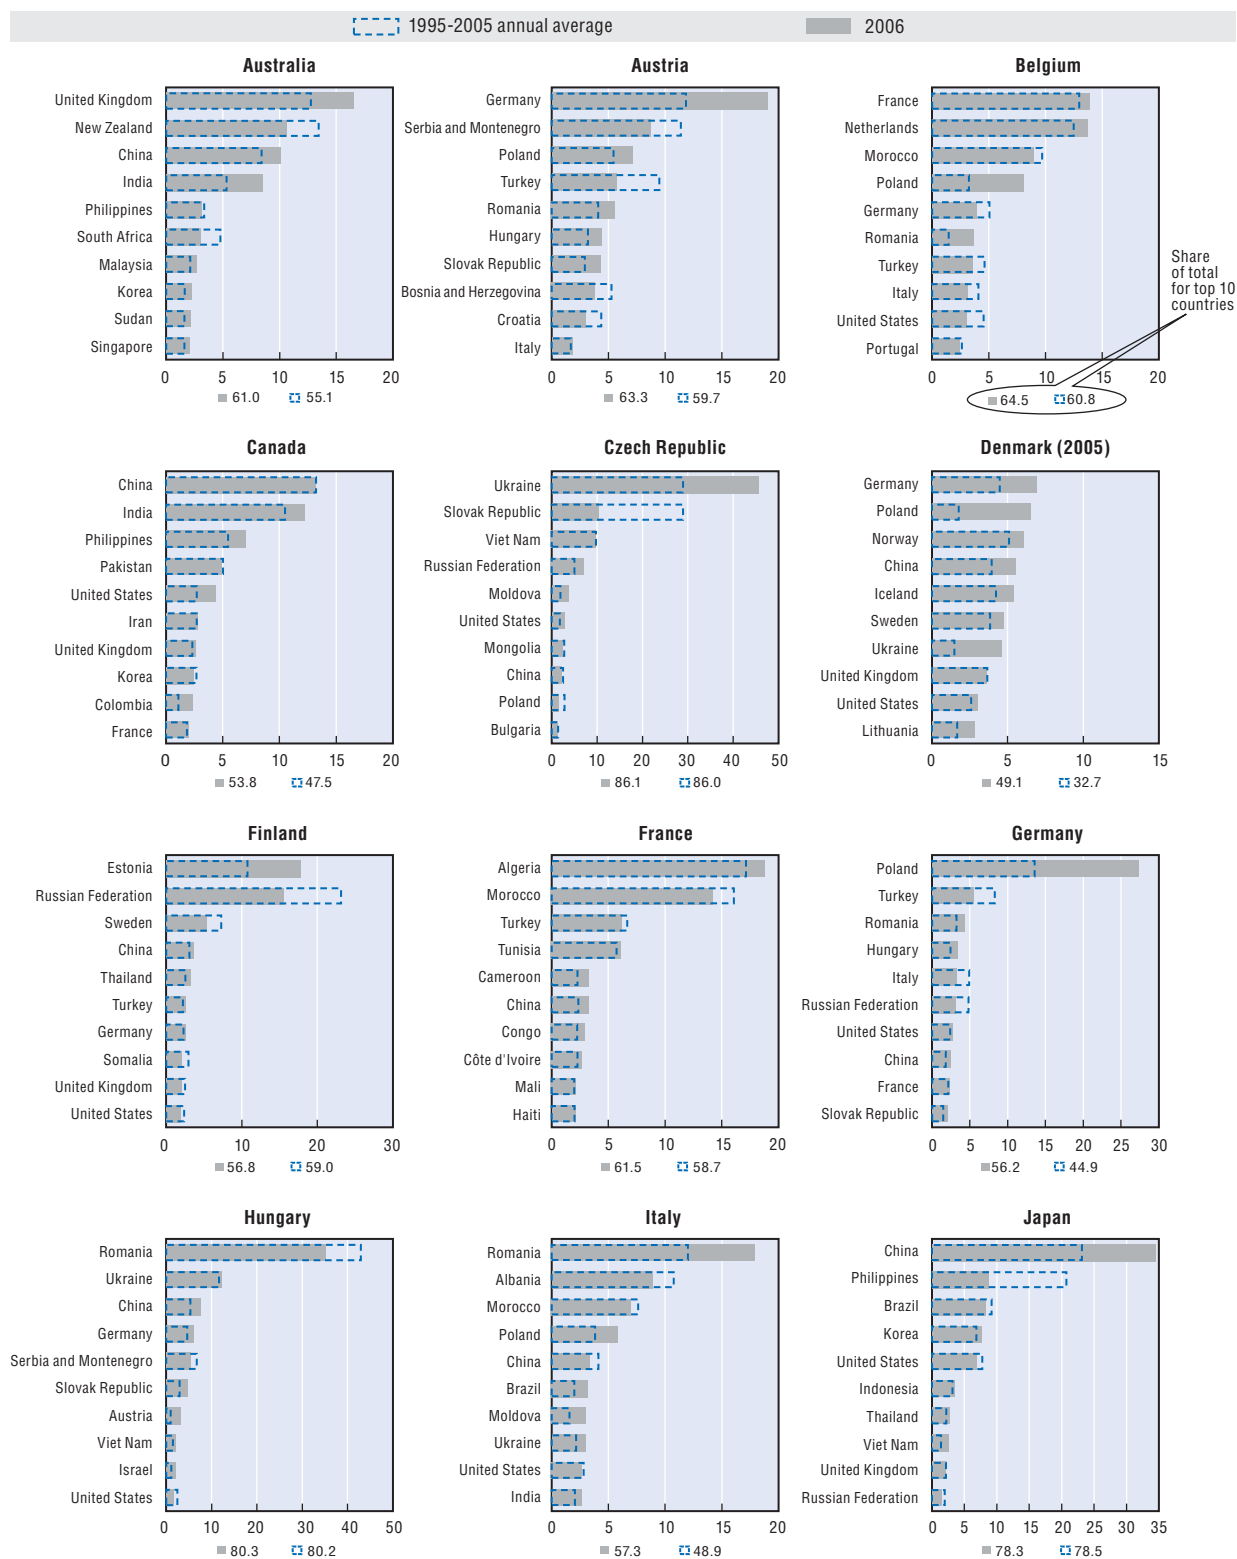 1995-2005 annual average 2006
Australia
United Kingdom
New Zealand
China
India
Philippines
South Africa
Malaysia
Korea
Sudan
Singapore
0 5 10 15 20
61.0 55.1
Austria
Germany
Serbia and Montenegro
Poland
Turkey
Romania
Hungary
Slovak Republic
Bosnia and Herzegovina
Croatia
Italy
0 5 10 15 20
63.3 59.7
Belgium
France
Netherlands
Morocco
Poland
Germany
Romania
Turkey
Italy
United States
Portugal
0 5 10 15 20
64.5 60.8
Share
of total
for top 10
countries
Canada
China
India
Philippines
Pakistan
United States
Iran
United Kingdom
Korea
Colombia
France
0 5 10 15 20
53.8 47.5
Czech Republic
Ukraine
Slovak Republic
Viet Nam
Russian Federation
Moldova
United States
Mongolia
China
Poland
Bulgaria
0 10 20 30 40 50
86.1 86.0
Denmark (2005)
Germany
Poland
Norway
China
Iceland
Sweden
Ukraine
United Kingdom
United States
Lithuania
0 5 10 15
49.1 32.7
Finland
Estonia
Russian Federation
Sweden
China
Thailand
Turkey
Germany
Somalia
United Kingdom
United States
0 10 20 30
56.8 59.0
France
Algeria
Morocco
Turkey
Tunisia
Cameroon
China
Congo
Côte d'Ivoire
Mali
Haiti
0 5 10 15 20
61.5 58.7
Germany
Poland
Turkey
Romania
Hungary
Italy
Russian Federation
United States
China
France
Slovak Republic
0 5 10 15 20 25 30
56.2 44.9
Hungary
Romania
Ukraine
China
Germany
Serbia and Montenegro
Slovak Republic
Austria
Viet Nam
Israel
United States
0 10 20 30 40 50
80.3 80.2
Italy
Romania
Albania
Morocco
Poland
China
Brazil
Moldova
Ukraine
United States
India
0 5 10 15 20
57.3 48.9
Japan
China
Philippines
Brazil
Korea
United States
Indonesia
Thailand
Viet Nam
United Kingdom
Russian Federation
0 5 10 15 20 25 30 35
78.3 78.5